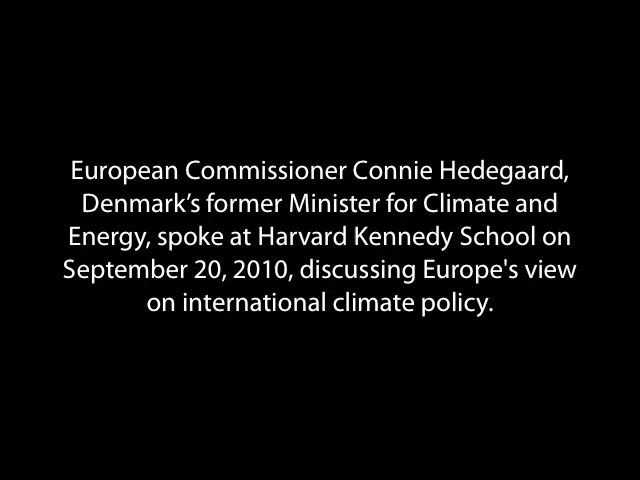 European Commissioner Connie Hedegaard,
Denmark’s former Minister for Climate and
Energy, spoke at Harvard Kennedy School on
September 20, 2010, discussing Europe's view
on international climate policy.